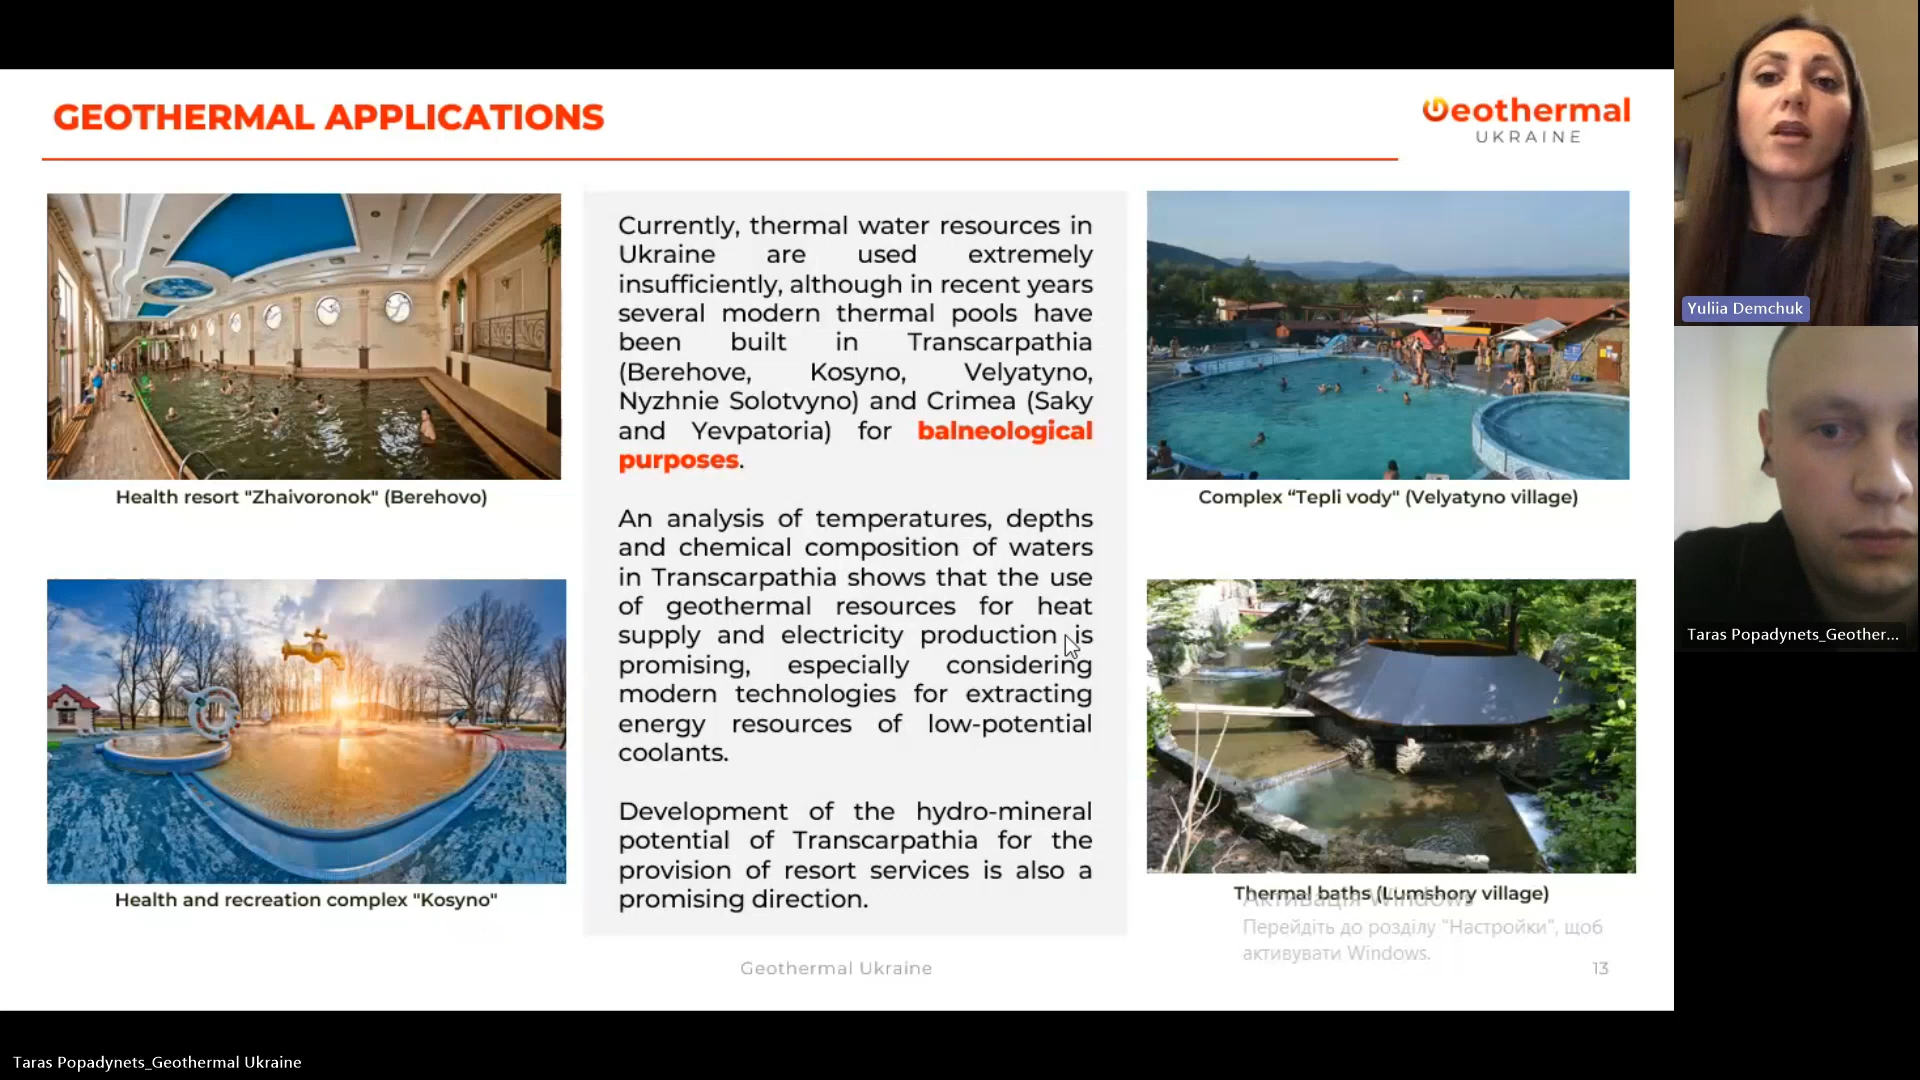 GEOTHERMAL APPLICATIONS
Geothermal
UKRAINE
Currently, thermal water resources in
Ukraine are used extremely
insufficiently, although in recent years
several modern thermal pools have
been built in Transcarpathia
(Berehove, Kosyno, Velyatyno,
Nyzhnie Solotvyno) and Crimea (Saky
and Yevpatoria) for balneological
purposes.
An analysis of temperatures, depths
and chemical composition of waters
in Transcarpathia shows that the use
of geothermal resources for heat
supply and electricity production is
promising, especially considering
modern technologies for extracting
energy resources of low-potential
coolants.
Development of the hydro-mineral
potential of Transcarpathia for the
provision of resort services is also a
promising direction.
Health resort "Zhaivoronok" (Berehovo)
Health and recreation complex "Kosyno"
Complex “Tepli vody" (Velyatyno village)
Thermal baths (Lumshory village)
Активація Windows
Перейдіть до розділу "Настройки", щоб
активувати Windows.
Geothermal Ukraine
13
Yuliia Demchuk
Taras Popadynets_Geother...
Taras Popadynets_Geothermal Ukraine